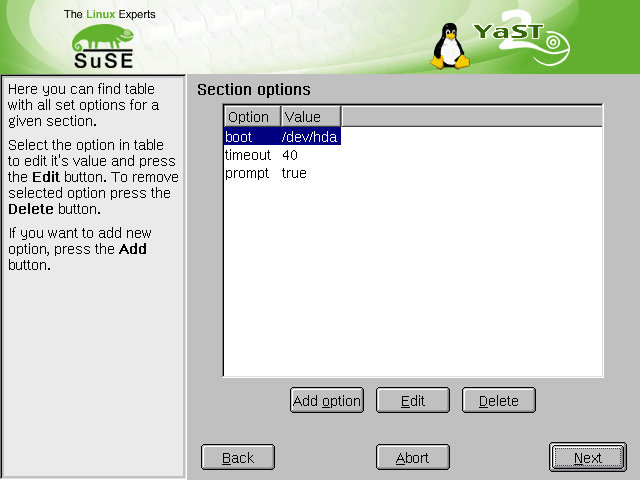 The Linux Experts
SuSE
YaST
2
Here you can find table
with all set options for a
given section.
Select the option in table
to edit it's value and press
the Edit button. To remove
selected option press the
Delete button.
If you want to add new
option, press the Add
button.
Section options
Option Value
boot /dev/hda
timeout 40
prompt true
Add option Edit Delete
Back Abort Next